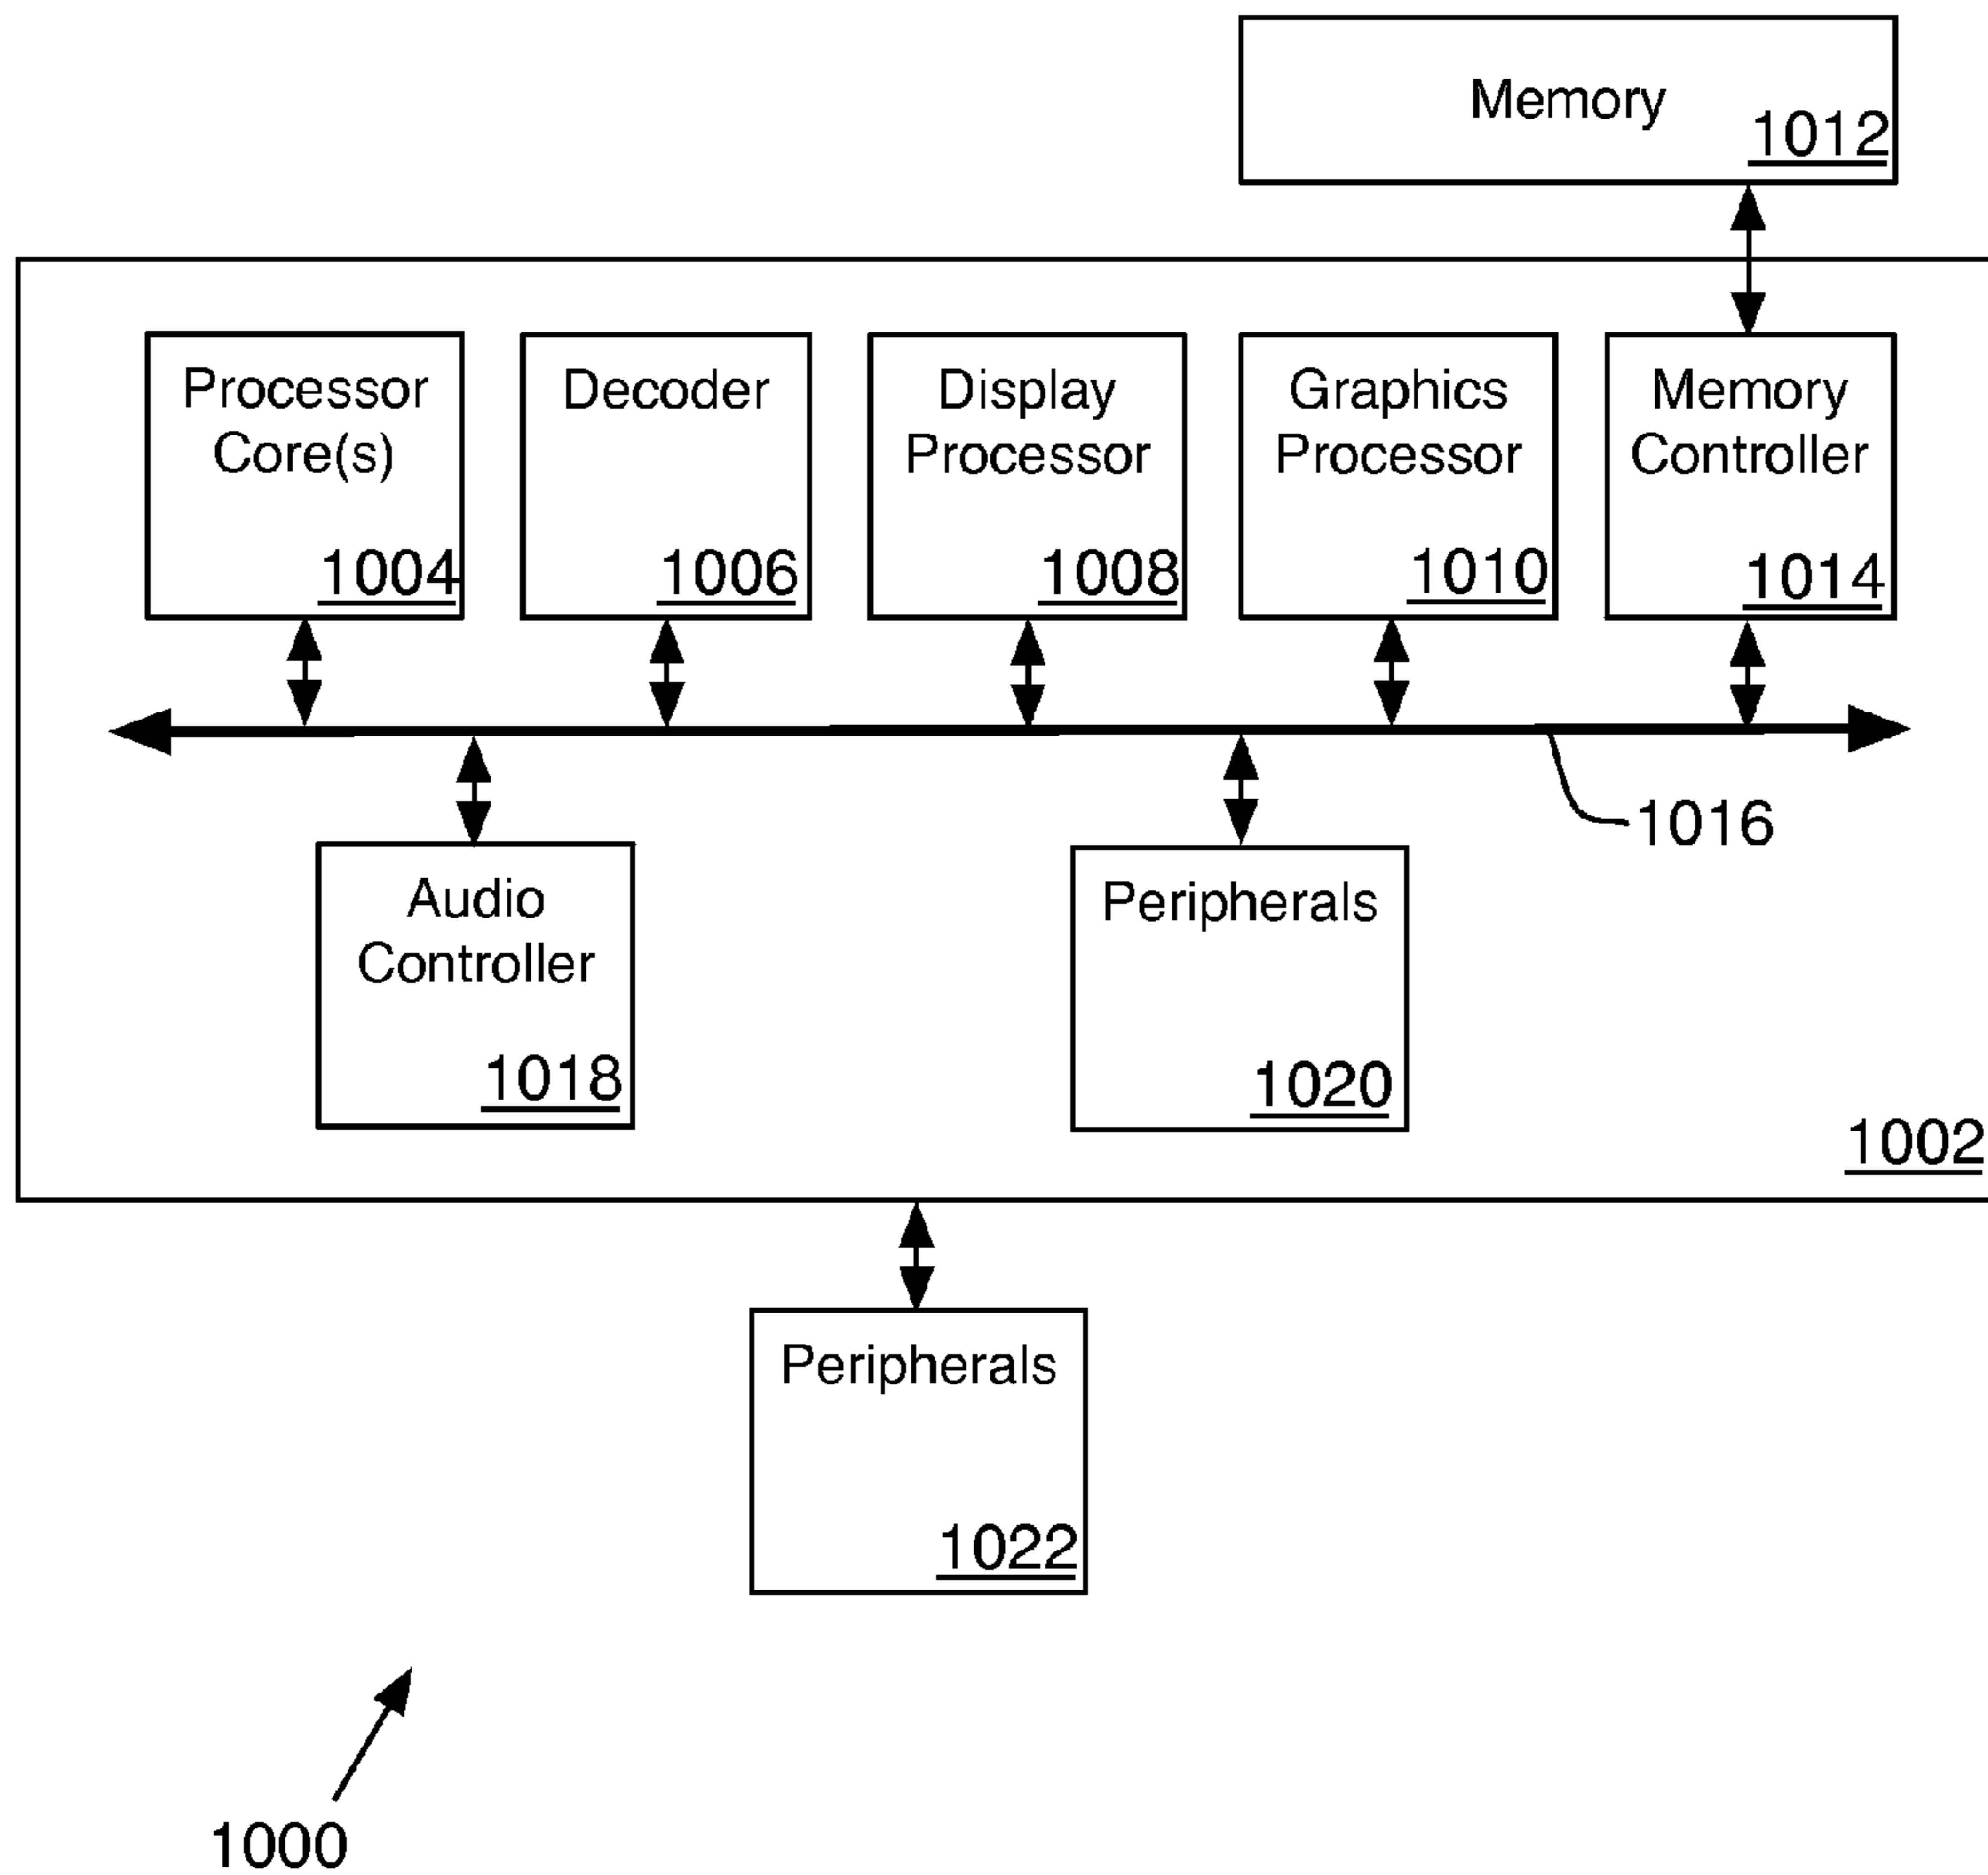 Memory
1012
Processor
Core(s)
1004
Decoder
1006
Display
Processor
1008
Graphics
Processor
1010
Memory
Controller
1014
1016
Audio
Controller
1018
Peripherals
1020
1002
Peripherals
1022
1000